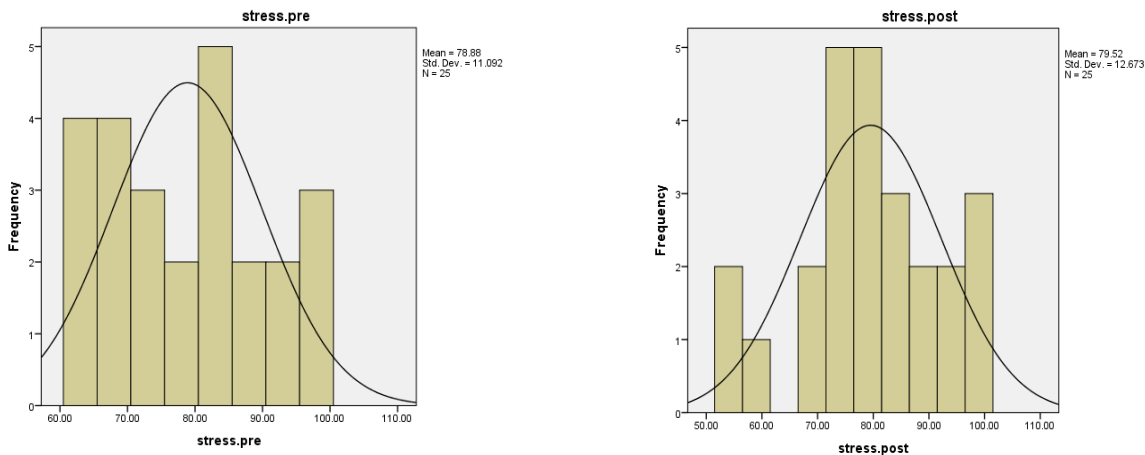 stress.pre
Mean = 78.88
Std. Dev. = 11.092
N = 25
Frequency
5
4
3
2
1
0
60.00 70.00 80.00 90.00 100.00 110.00
stress.pre
stress.post
Mean = 79.52
Std. Dev. = 12.673
N = 25
Frequency
5
4
3
2
1
0
50.00 60.00 70.00 80.00 90.00 100.00 110.00
stress.post